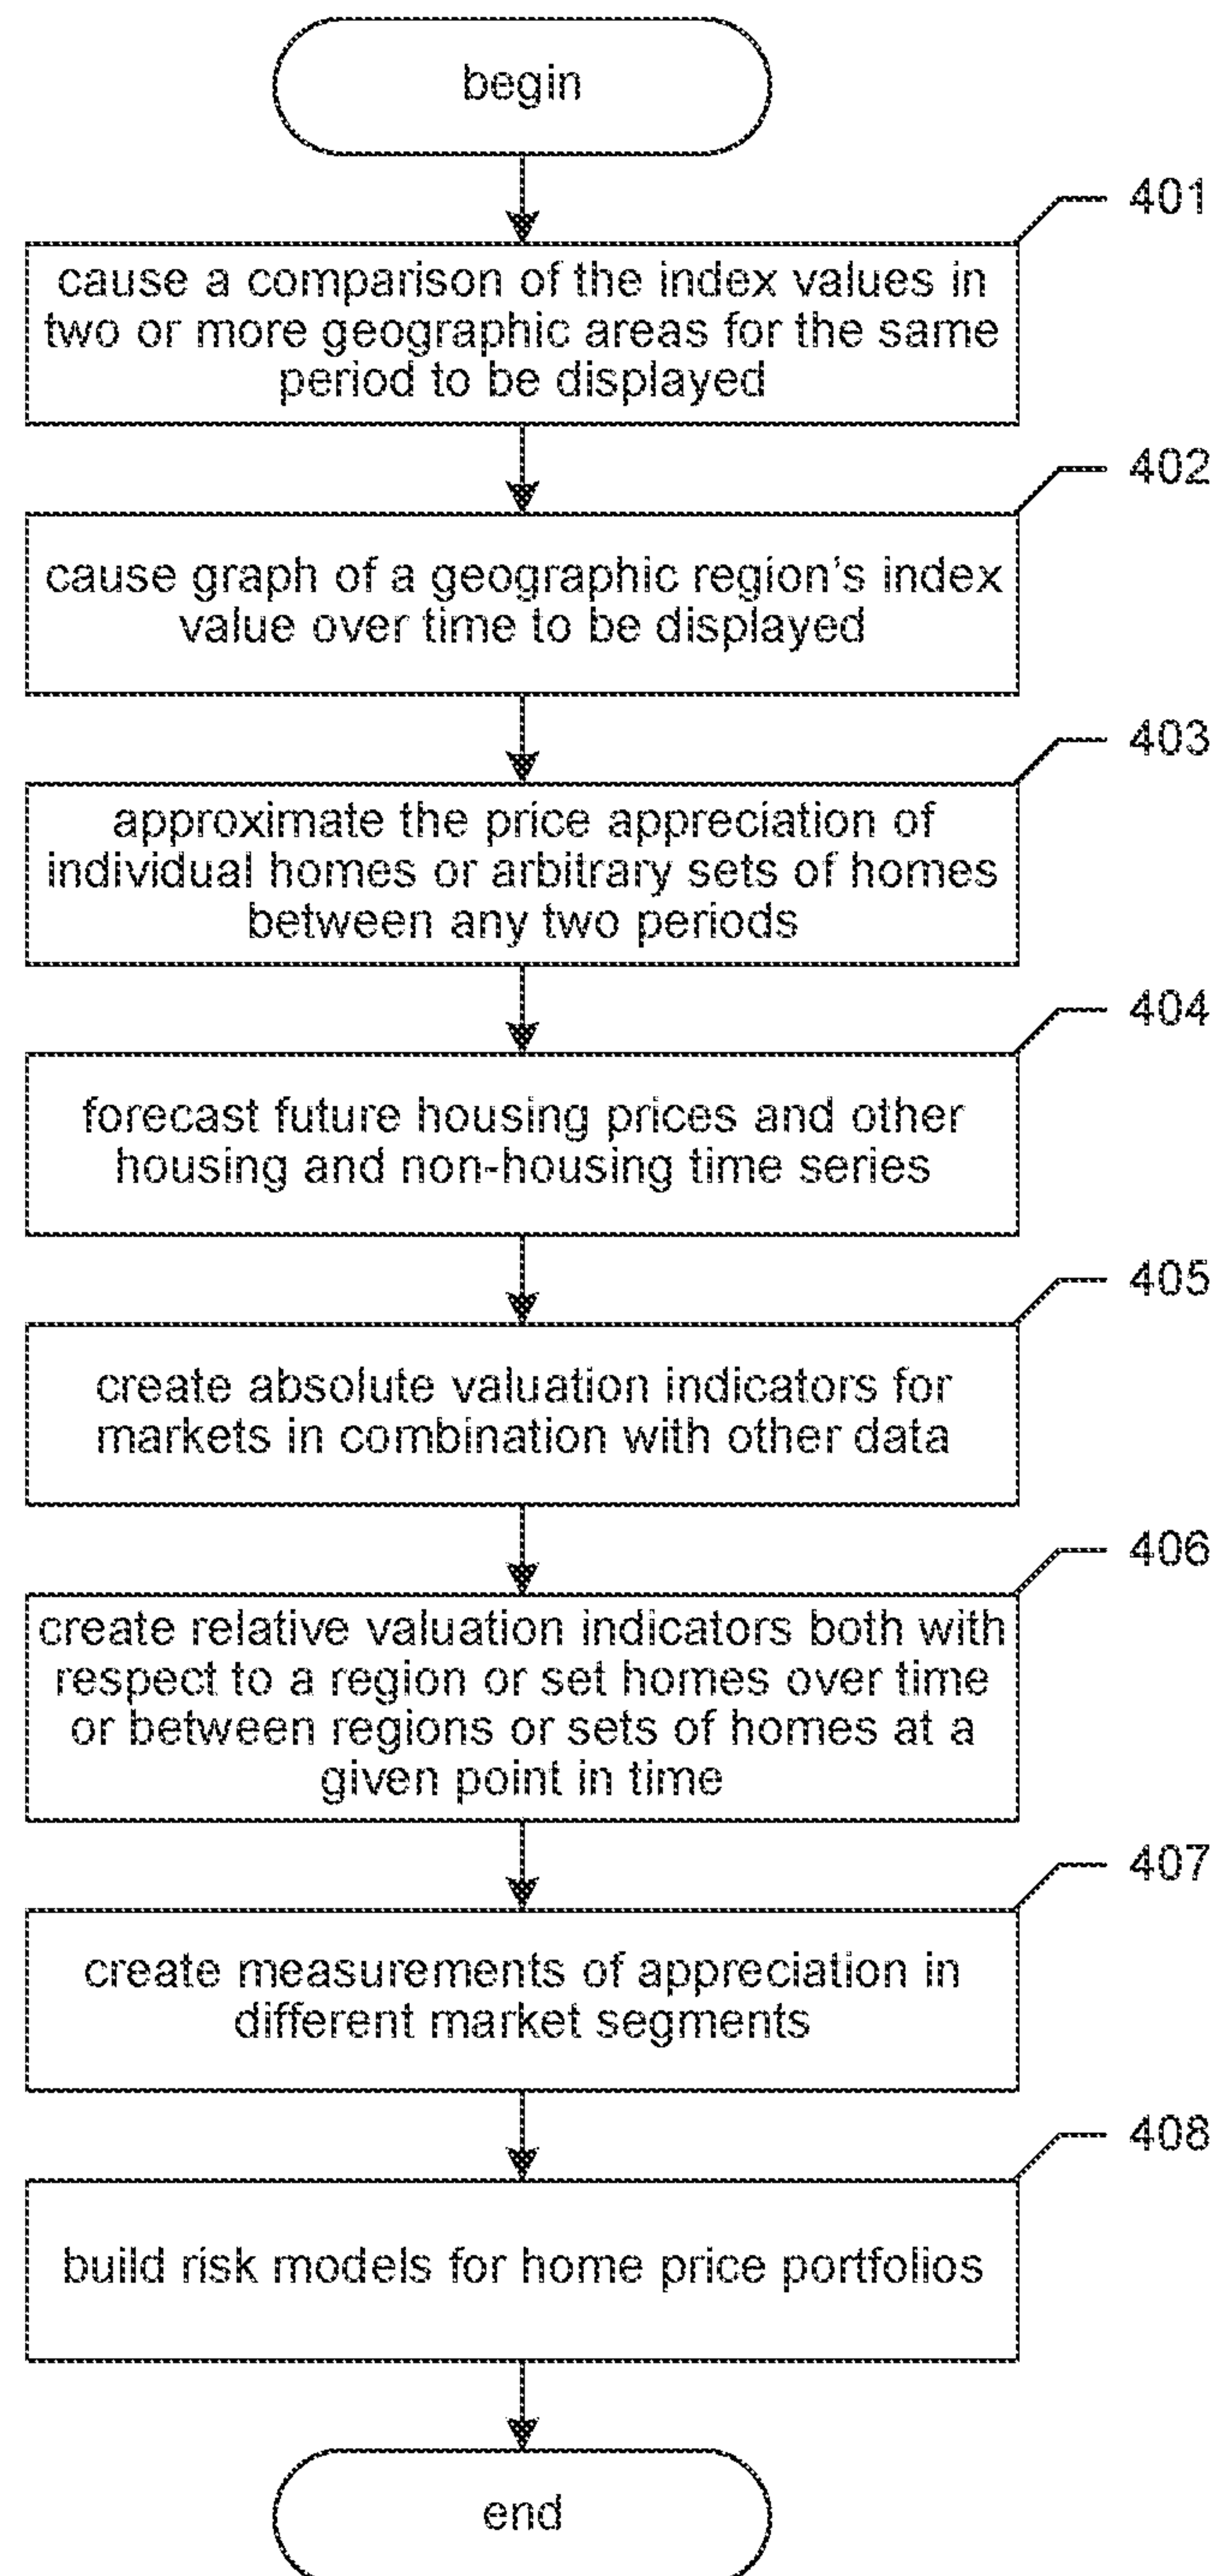 begin
401
cause a comparison of the index values in
two or more geographic areas for the same
period to be displayed
402
cause graph of a geographic region's index
value over time to be displayed
403
approximate the price appreciation of
individual homes or arbitrary sets of homes
between any two periods
404
forecast future housing prices and other
housing and non-housing time series
405
create absolute valuation indicators for
markets in combination with other data
406
create relative valuation indicators both with
respect to a region or set homes over time
or between regions or sets of homes at a
given point in time
407
create measurements of appreciation in
different market segments
408
build risk models for home price portfolios
end